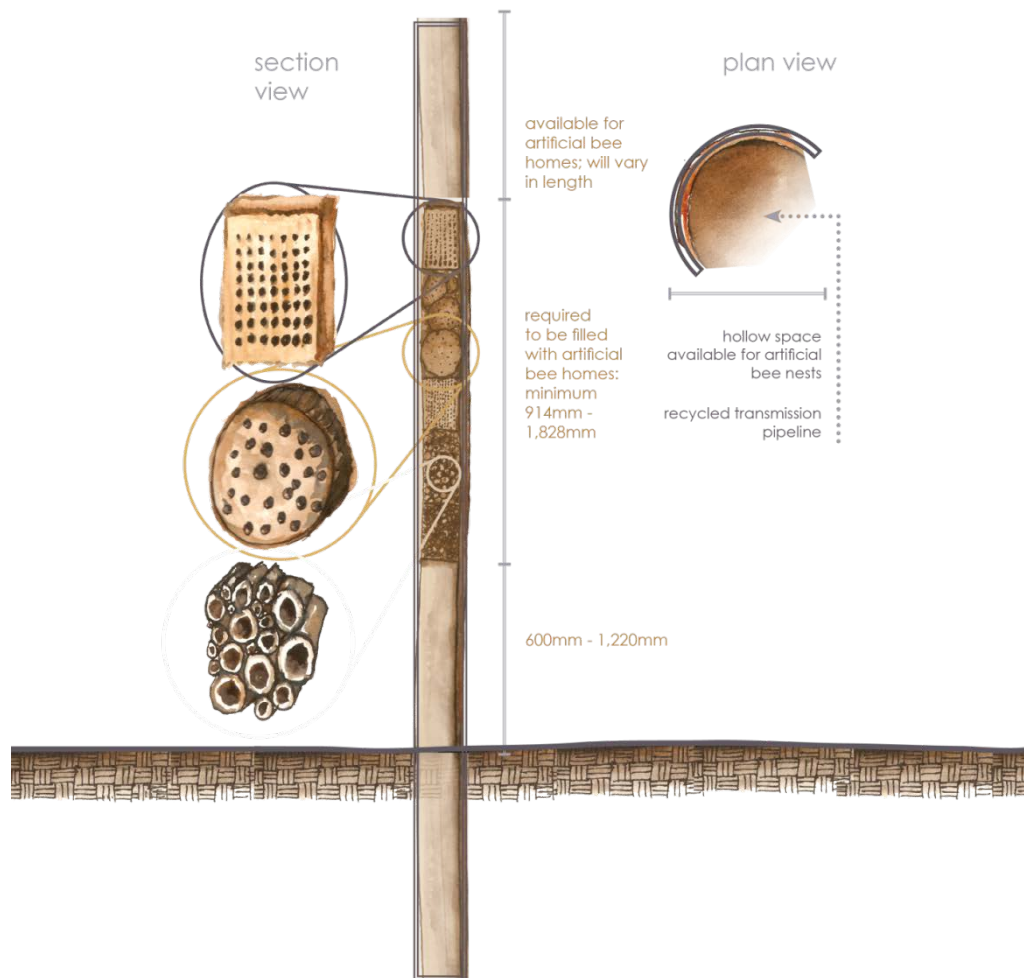 section
view
plan view
available for
artificial bee
homes; will vary
in length
required
to be filled
with artificial
bee homes:
minimum
914mm -
1,828mm
hollow space
available for artificial
bee nests
recycled transmission
pipeline
600mm - 1,220mm